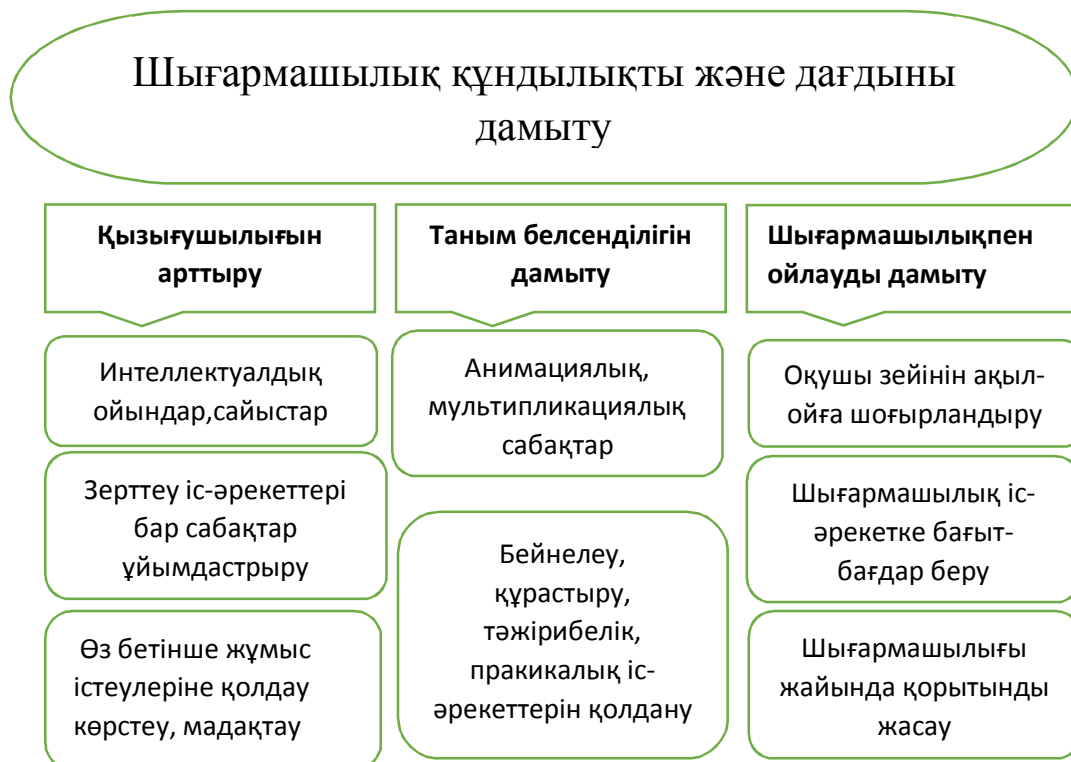 Шығармашылық құндылықты және дағдыны
дамыту
Қызығушылығын
арттыру
Интеллектуалдық
ойындар,сайыстар
Зерттеу іс-әрекеттері
бар сабақтар
ұйымдастрыру
Өз бетінше жұмыс
істеулеріне қолдау
көрстеу, мадақтау
Таным белсенділігін
дамыту
Анимациялық,
мультипликациялық
сабақтар
Бейнелеу,
құрастыру,
тәжірибелік,
пракикалық іс-
әрекеттерін қолдану
Шығармашылықпен
ойлауды дамыту
Оқушы зейінін ақыл-
ойға шоғырландыру
Шығармашылық іс-
әрекетке бағыт-
бағдар беру
Шығармашылығы
жайында қорытынды
жасау